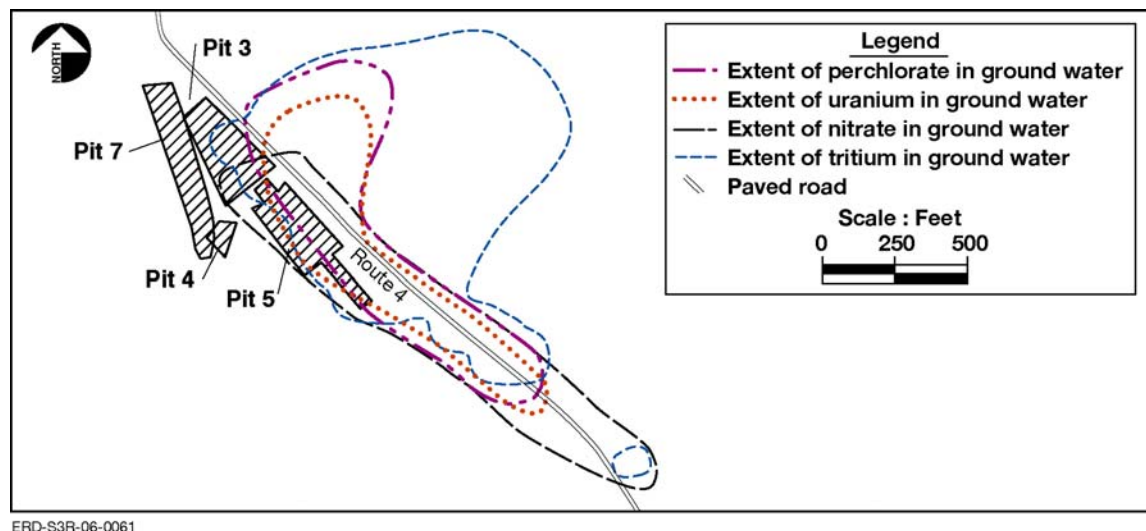 NORTH
Pit 3
Pit 7
Pit 4
Pit 5
Route 4
Legend
Extent of perchlorate in ground water
Extent of uranium in ground water
Extent of nitrate in ground water
Extent of tritium in ground water
Paved road
Scale : Feet
0 250 500
ERD-S3R-06-0061